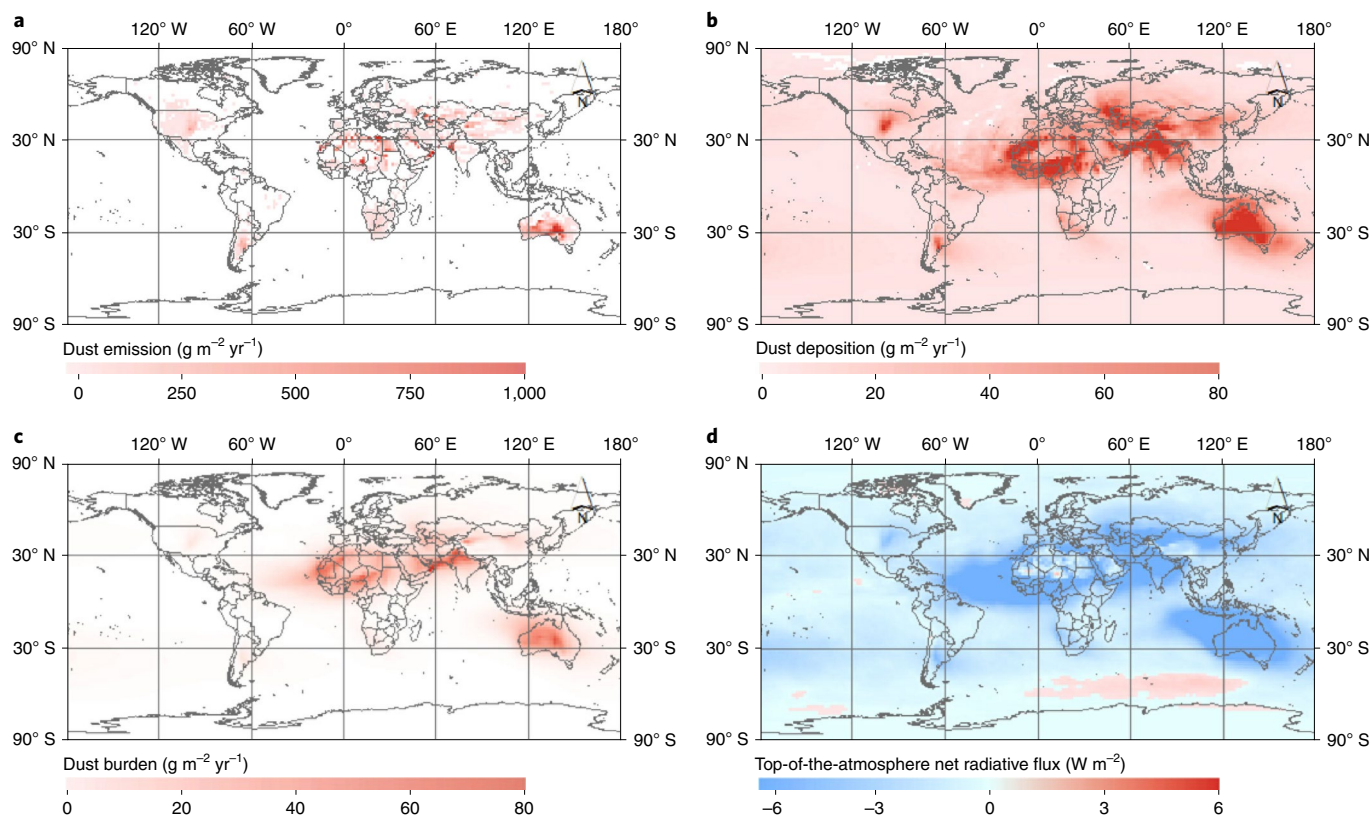 a
120° W 60° W 0° 60° E 120° E 180°
90° N
N
30° N 30° N
30° S 30° S
90° S 90° S
Dust emission (g m⁻² yr⁻¹)
0 250 500 750 1,000
b
120° W 60° W 0° 60° E 120° E 180°
90° N
N
30° N 30° N
30° S 30° S
90° S 90° S
Dust deposition (g m⁻² yr⁻¹)
0 20 40 60 80
c
120° W 60° W 0° 60° E 120° E 180°
90° N
N
30° N 30° N
30° S 30° S
90° S 90° S
Dust burden (g m⁻² yr⁻¹)
0 20 40 60 80
d
120° W 60° W 0° 60° E 120° E 180°
90° N
N
30° N 30° N
30° S 30° S
90° S 90° S
Top-of-the-atmosphere net radiative flux (W m⁻²)
–6 –3 0 3 6